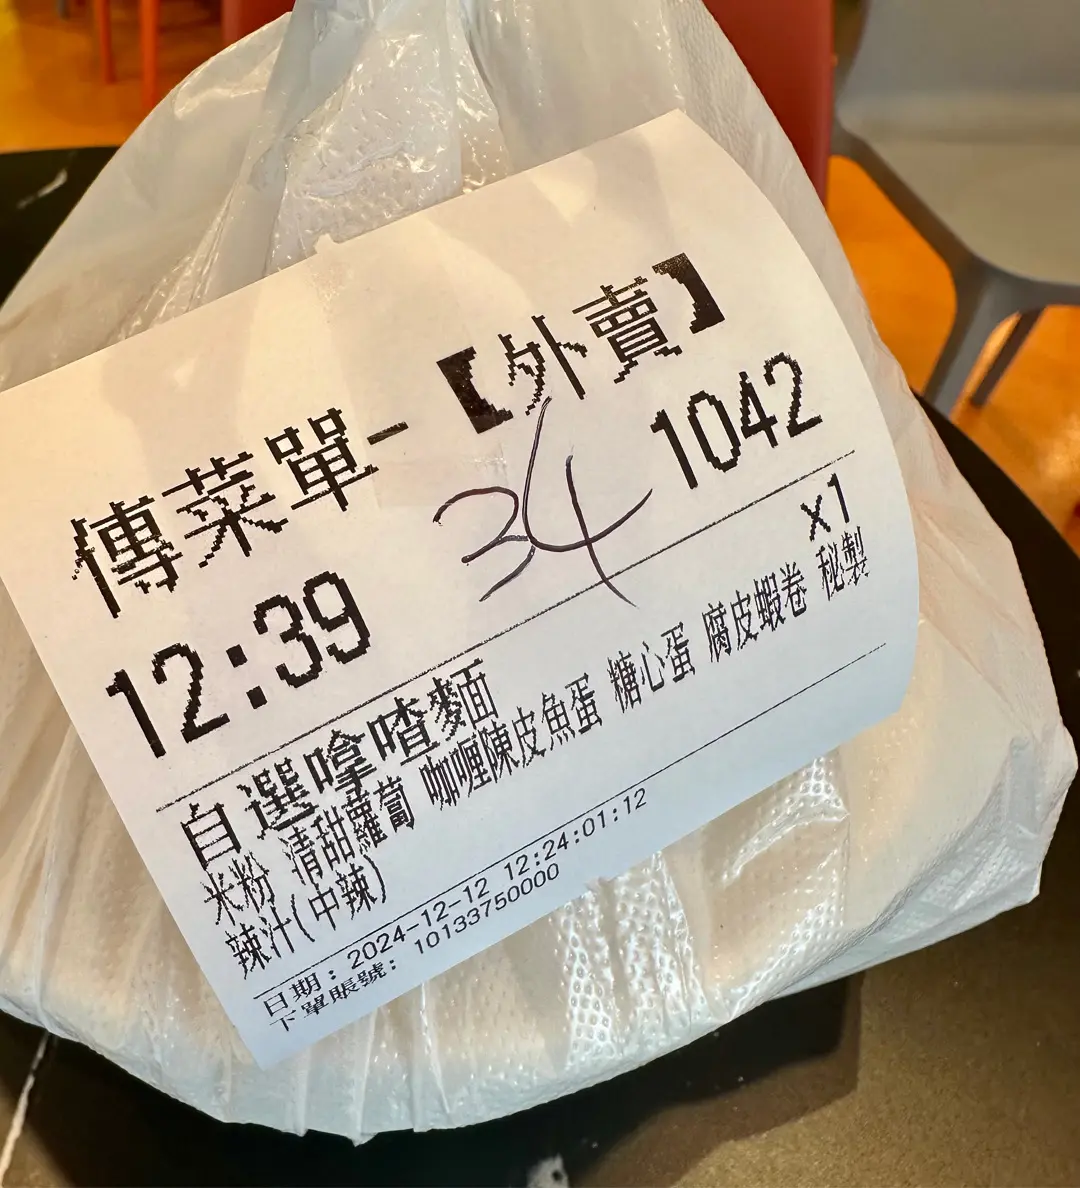 傳菜單-【外賣】
12:39 34 1042
自選嗱喳麵 x1
米粉 清甜蘿蔔 咖喱陳皮魚蛋 糖心蛋 腐皮蝦卷 秘製
辣汁(中辣)
日期: 2024-12-12 12:24:01:12
下單賬號: 10133750000